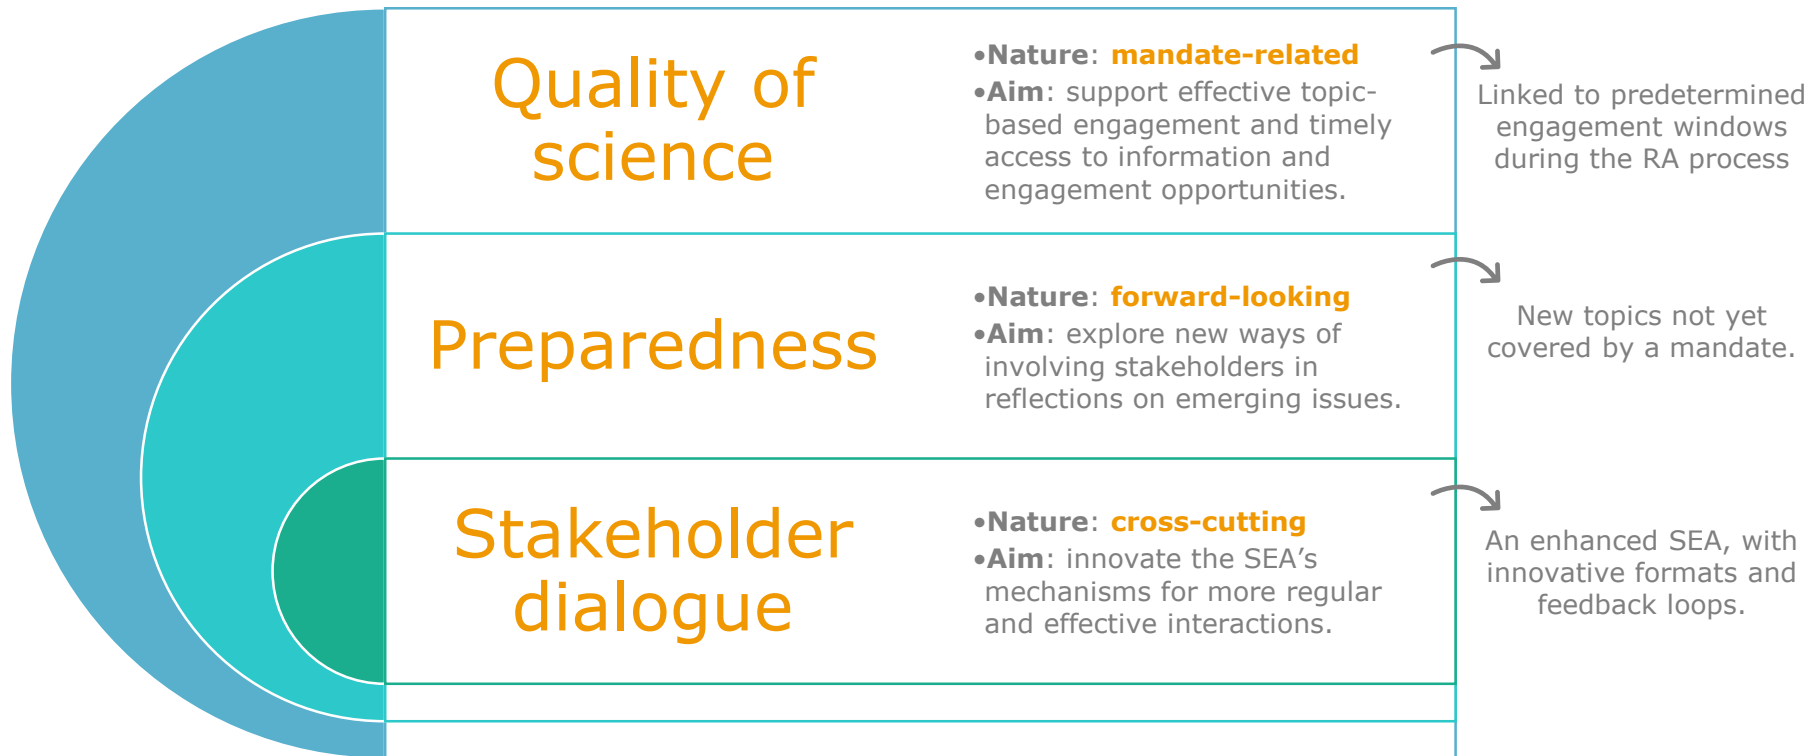 Quality of
science
•Nature: mandate-related
•Aim: support effective topic-
based engagement and timely
access to information and
engagement opportunities.
Linked to predetermined
engagement windows
during the RA process
Preparedness
•Nature: forward-looking
•Aim: explore new ways of
involving stakeholders in
reflections on emerging issues.
New topics not yet
covered by a mandate.
Stakeholder
dialogue
•Nature: cross-cutting
•Aim: innovate the SEA’s
mechanisms for more regular
and effective interactions.
An enhanced SEA, with
innovative formats and
feedback loops.